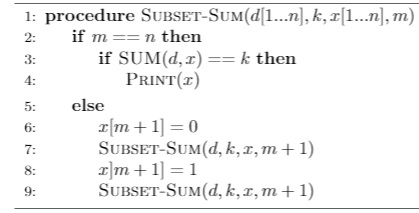 1: procedure SUBSET-SUM(d[1...n], k, x[1...n], m)
2: if m == n then
3: if SUM(d, x) == k then
4: PRINT(x)
5: else
6: x[m + 1] = 0
7: SUBSET-SUM(d, k, x, m + 1)
8: x]m + 1] = 1
9: SUBSET-SUM(d, k, x, m + 1)